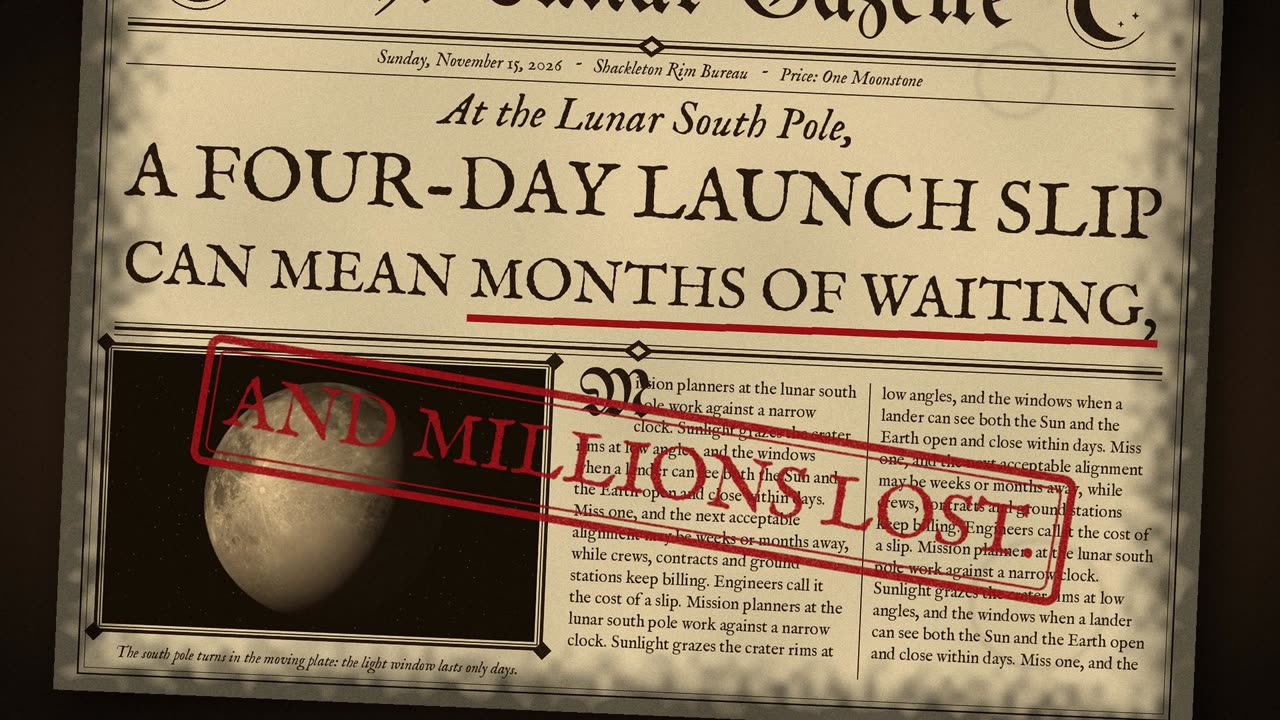 The Lunar Gazette
Sunday, November 15, 2026 - Shackleton Rim Bureau - Price: One Moonstone
At the Lunar South Pole,
A FOUR-DAY LAUNCH SLIP
CAN MEAN MONTHS OF WAITING,
AND MILLIONS LOST.
Mission planners at the lunar south
pole work against a narrow
clock. Sunlight grazes the crater
rims at low angles, and the windows
when a lander can see both the Sun and
the Earth open and close within days.
Miss one, and the next acceptable
alignment may be weeks or months away,
while crews, contracts and ground
stations keep billing. Engineers call it
the cost of a slip. Mission planners at the
lunar south pole work against a narrow
clock. Sunlight grazes the crater rims at
low angles, and the windows when a
lander can see both the Sun and the
Earth open and close within days. Miss
one, and the next acceptable alignment
may be weeks or months away, while
crews, contracts and ground stations
keep billing. Engineers call it the cost of
a slip. Mission planners at the lunar south
pole work against a narrow clock.
Sunlight grazes the crater rims at low
angles, and the windows when a lander
can see both the Sun and the Earth open
and close within days. Miss one, and the
The south pole turns in the moving plate: the light window lasts only days.